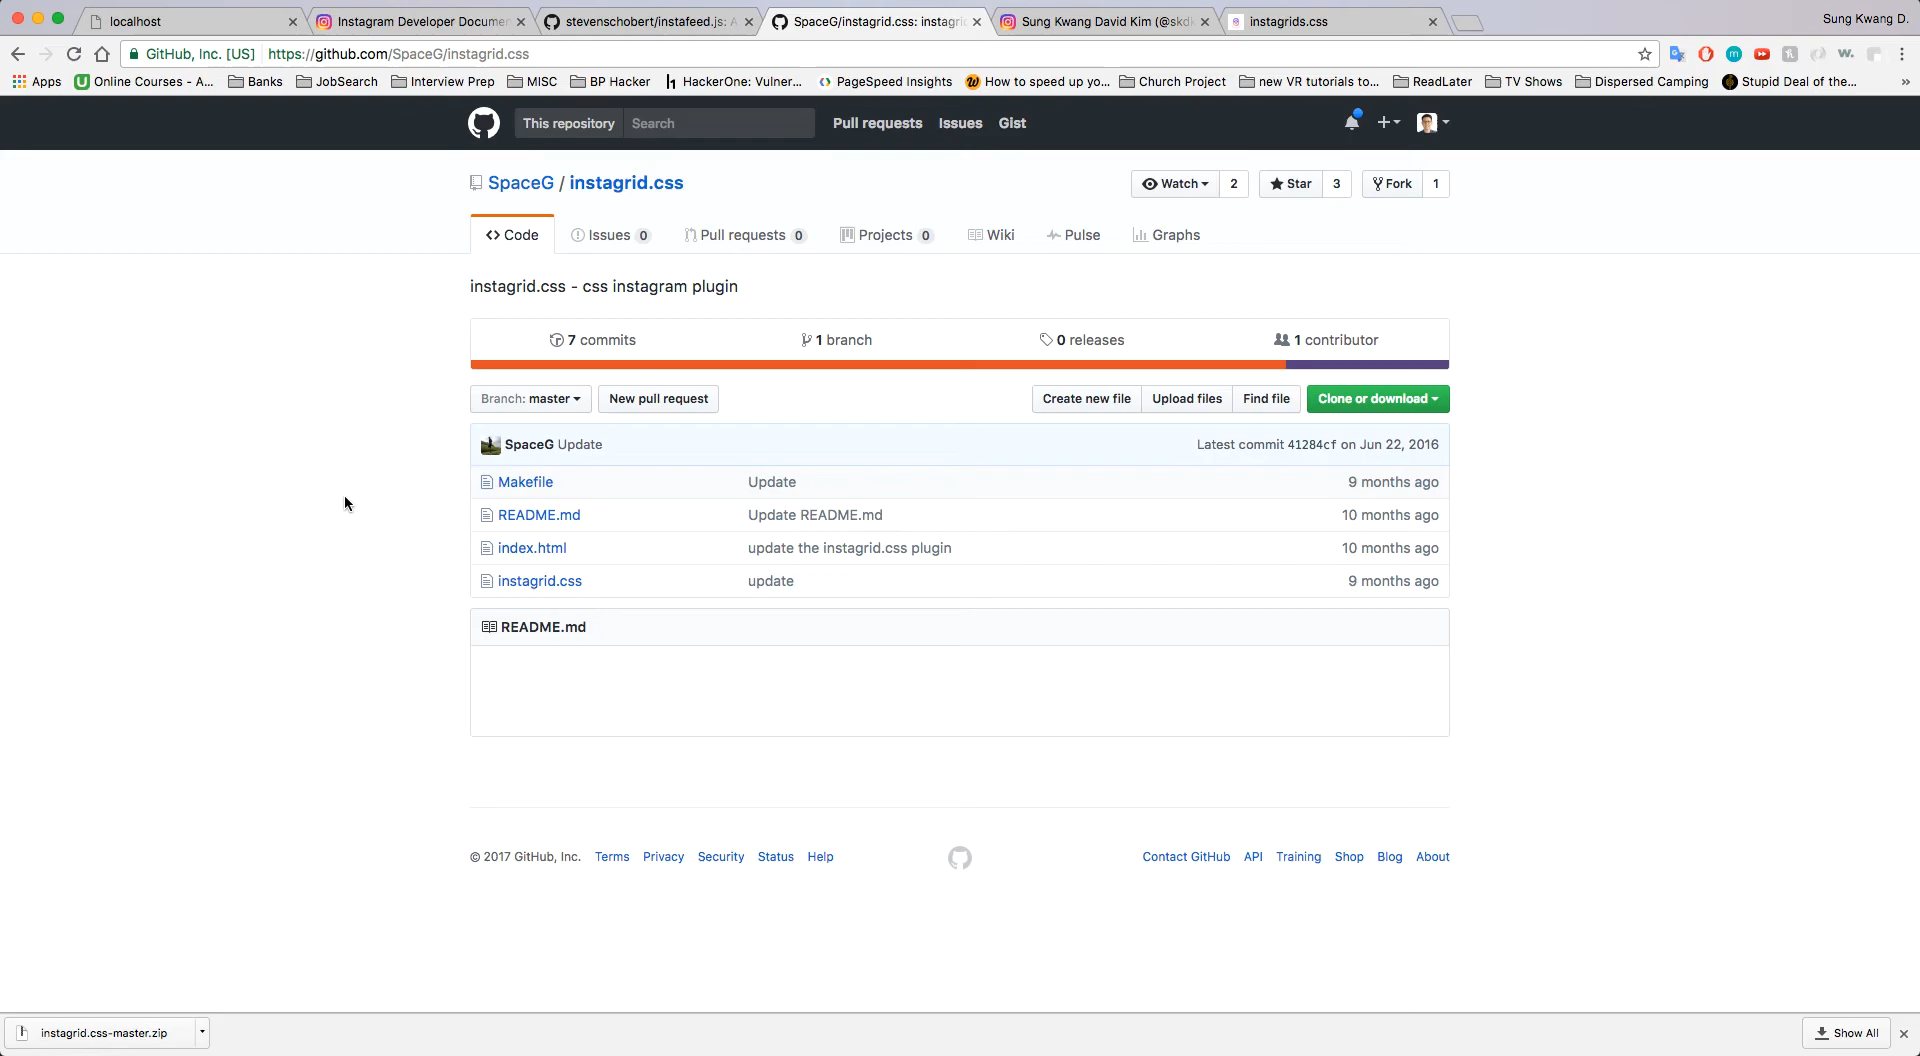 localhost
Instagram Developer Documen
stevenschobert/instafeed.js: A
SpaceG/instagrid.css: instagri
Sung Kwang David Kim (@skdk
instagrids.css
Sung Kwang D.
GitHub, Inc. [US]
https://github.com/SpaceG/instagrid.css
Apps
Online Courses - A...
Banks
JobSearch
Interview Prep
MISC
BP Hacker
HackerOne: Vulner...
PageSpeed Insights
How to speed up yo...
Church Project
new VR tutorials to...
ReadLater
TV Shows
Dispersed Camping
Stupid Deal of the...
»
This repository
Search
Pull requests
Issues
Gist
SpaceG / instagrid.css
Watch
2
Star
3
Fork
1
Code
Issues 0
Pull requests 0
Projects 0
Wiki
Pulse
Graphs
instagrid.css - css instagram plugin
7 commits
1 branch
0 releases
1 contributor
Branch: master
New pull request
Create new file
Upload files
Find file
Clone or download
SpaceG Update
Latest commit 41284cf on Jun 22, 2016
Makefile
Update
9 months ago
README.md
Update README.md
10 months ago
index.html
update the instagrid.css plugin
10 months ago
instagrid.css
update
9 months ago
README.md
© 2017 GitHub, Inc.
Terms
Privacy
Security
Status
Help
Contact GitHub
API
Training
Shop
Blog
About
instagrid.css-master.zip
Show All